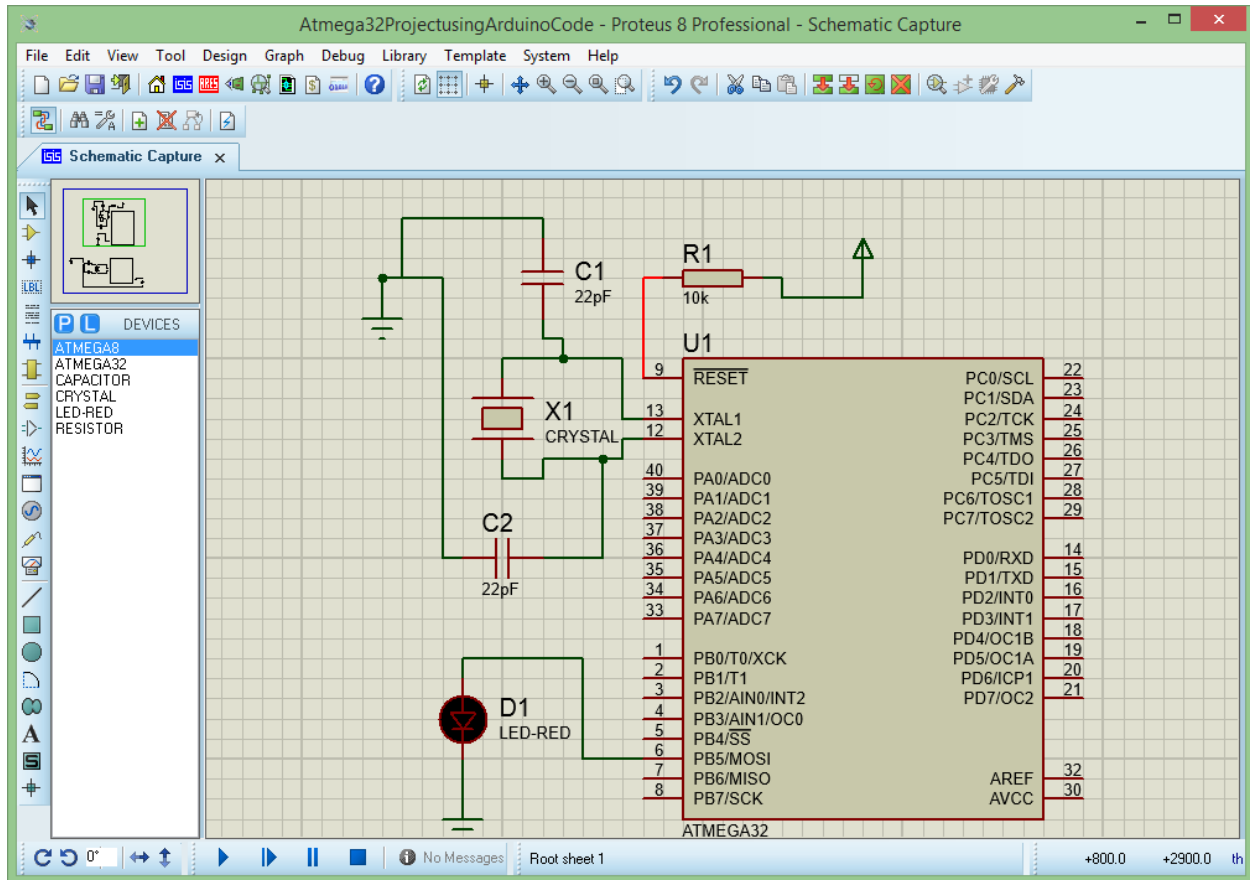 Atmega32ProjectusingArduinoCode - Proteus 8 Professional - Schematic Capture
File Edit View Tool Design Graph Debug Library Template System Help
Schematic Capture
P L DEVICES
ATMEGA8
ATMEGA32
CAPACITOR
CRYSTAL
LED-RED
RESISTOR
C1
22pF
R1
10k
X1
CRYSTAL
C2
22pF
D1
LED-RED
U1
9 RESET PC0/SCL 22
PC1/SDA 23
13 XTAL1 PC2/TCK 24
12 XTAL2 PC3/TMS 25
PC4/TDO 26
40 PA0/ADC0 PC5/TDI 27
39 PA1/ADC1 PC6/TOSC1 28
38 PA2/ADC2 PC7/TOSC2 29
37 PA3/ADC3
36 PA4/ADC4 PD0/RXD 14
35 PA5/ADC5 PD1/TXD 15
34 PA6/ADC6 PD2/INT0 16
33 PA7/ADC7 PD3/INT1 17
PD4/OC1B 18
1 PB0/T0/XCK PD5/OC1A 19
2 PB1/T1 PD6/ICP1 20
3 PB2/AIN0/INT2 PD7/OC2 21
4 PB3/AIN1/OC0
5 PB4/SS
6 PB5/MOSI
7 PB6/MISO AREF 32
8 PB7/SCK AVCC 30
ATMEGA32
0° No Messages Root sheet 1 +800.0 +2900.0 th